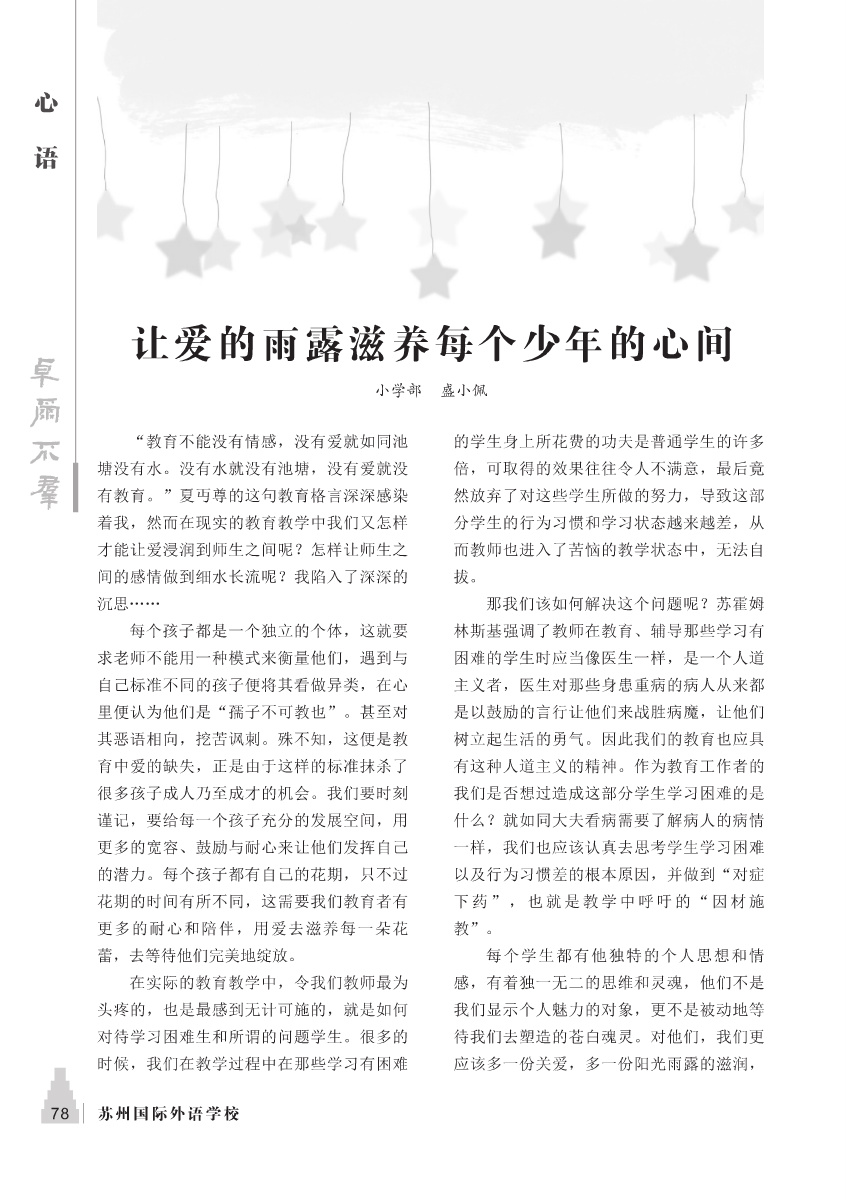 心
语
卓尔不群
让爱的雨露滋养每个少年的心间
小学部 盛小佩
“教育不能没有情感，没有爱就如同池
塘没有水。没有水就没有池塘，没有爱就没
有教育。”夏丏尊的这句教育格言深深感染
着我，然而在现实的教育教学中我们又怎样
才能让爱浸润到师生之间呢？怎样让师生之
间的感情做到细水长流呢？我陷入了深深的
沉思……
每个孩子都是一个独立的个体，这就要
求老师不能用一种模式来衡量他们，遇到与
自己标准不同的孩子便将其看做异类，在心
里便认为他们是“孺子不可教也”。甚至对
其恶语相向，挖苦讽刺。殊不知，这便是教
育中爱的缺失，正是由于这样的标准抹杀了
很多孩子成人乃至成才的机会。我们要时刻
谨记，要给每一个孩子充分的发展空间，用
更多的宽容、鼓励与耐心来让他们发挥自己
的潜力。每个孩子都有自己的花期，只不过
花期的时间有所不同，这需要我们教育者有
更多的耐心和陪伴，用爱去滋养每一朵花
蕾，去等待他们完美地绽放。
在实际的教育教学中，令我们教师最为
头疼的，也是最感到无计可施的，就是如何
对待学习困难生和所谓的问题学生。很多的
时候，我们在教学过程中在那些学习有困难
的学生身上所花费的功夫是普通学生的许多
倍，可取得的效果往往令人不满意，最后竟
然放弃了对这些学生所做的努力，导致这部
分学生的行为习惯和学习状态越来越差，从
而教师也进入了苦恼的教学状态中，无法自
拔。
那我们该如何解决这个问题呢？苏霍姆
林斯基强调了教师在教育、辅导那些学习有
困难的学生时应当像医生一样，是一个人道
主义者，医生对那些身患重病的病人从来都
是以鼓励的言行让他们来战胜病魔，让他们
树立起生活的勇气。因此我们的教育也应具
有这种人道主义的精神。作为教育工作者的
我们是否想过造成这部分学生学习困难的是
什么？就如同大夫看病需要了解病人的病情
一样，我们也应该认真去思考学生学习困难
以及行为习惯差的根本原因，并做到“对症
下药”，也就是教学中呼吁的“因材施
教”。
每个学生都有他独特的个人思想和情
感，有着独一无二的思维和灵魂，他们不是
我们显示个人魅力的对象，更不是被动地等
待我们去塑造的苍白魂灵。对他们，我们更
应该多一份关爱，多一份阳光雨露的滋润，
78 苏州国际外语学校